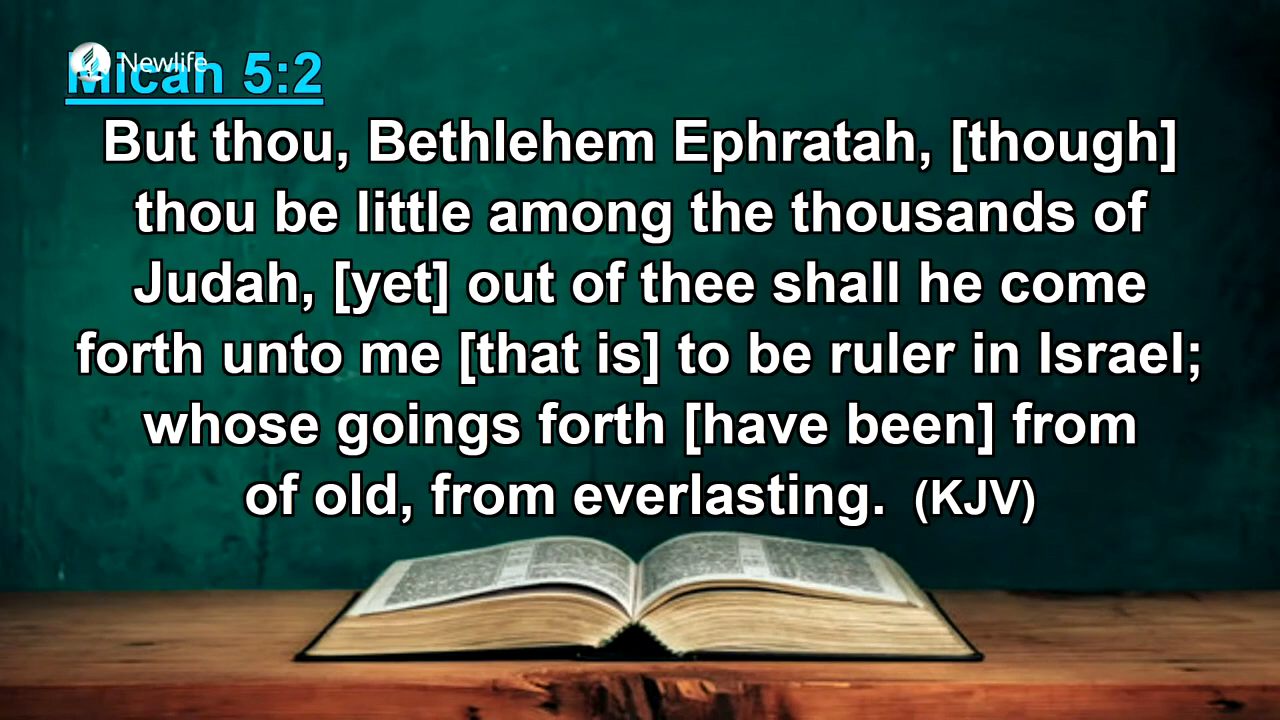 Newlife
Micah 5:2
But thou, Bethlehem Ephratah, [though]
thou be little among the thousands of
Judah, [yet] out of thee shall he come
forth unto me [that is] to be ruler in Israel;
whose goings forth [have been] from
of old, from everlasting. (KJV)